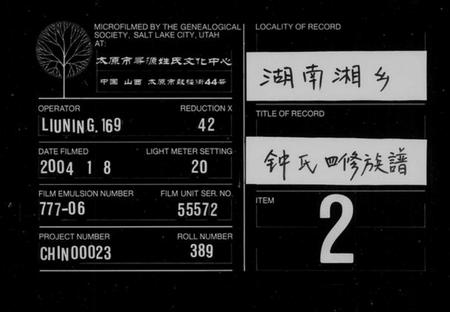 MICROFILMED BY THE GENEALOGICAL
SOCIETY, SALT LAKE CITY, UTAH
AT:
太原市寻源姓氏文化中心
中国 山西 太原市鼓楼街44号
OPERATOR
LIUNING.169
REDUCTION X
42
DATE FILMED
2004 1 8
LIGHT METER SETTING
20
FILM EMULSION NUMBER
777-06
FILM UNIT SER. NO.
55572
PROJECT NUMBER
CHIN00023
ROLL NUMBER
389
LOCALITY OF RECORD
湖南湘乡
TITLE OF RECORD
钟氏四修族譜
ITEM
2